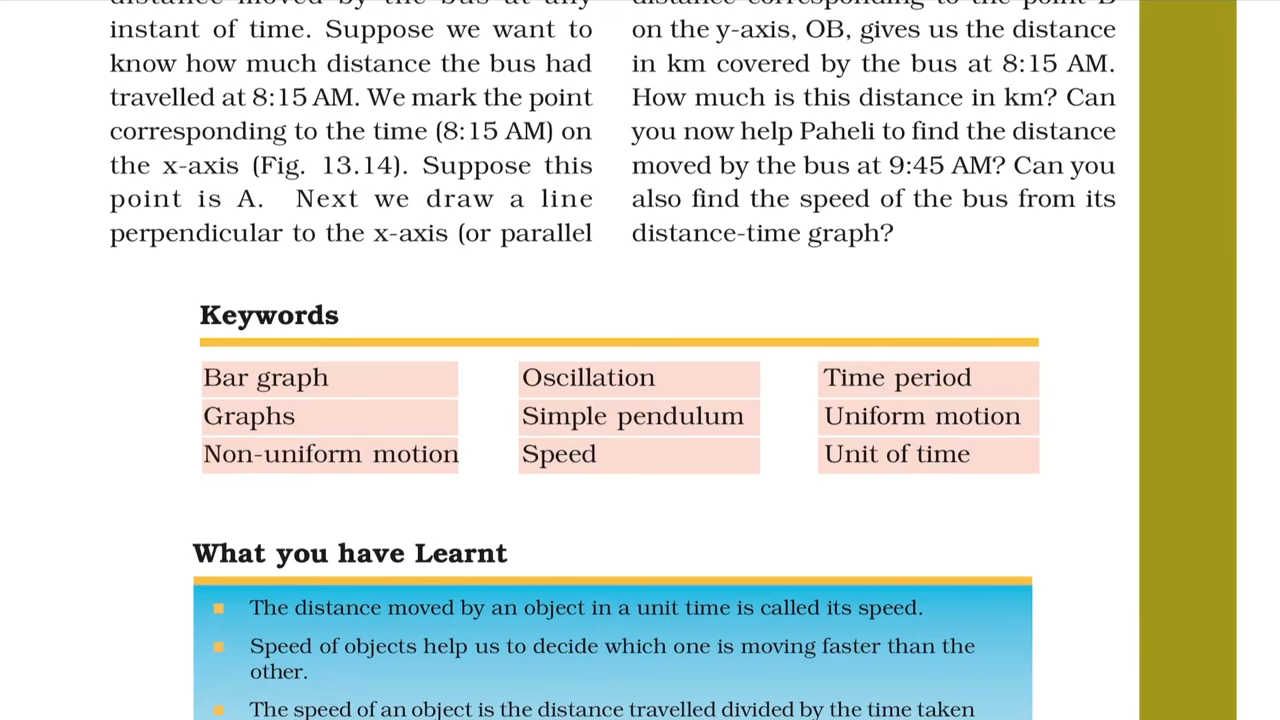 instant of time. Suppose we want to
know how much distance the bus had
travelled at 8:15 AM. We mark the point
corresponding to the time (8:15 AM) on
the x-axis (Fig. 13.14). Suppose this
point is A. Next we draw a line
perpendicular to the x-axis (or parallel
on the y-axis, OB, gives us the distance
in km covered by the bus at 8:15 AM.
How much is this distance in km? Can
you now help Paheli to find the distance
moved by the bus at 9:45 AM? Can you
also find the speed of the bus from its
distance-time graph?
Keywords
Bar graph
Graphs
Non-uniform motion
Oscillation
Simple pendulum
Speed
Time period
Uniform motion
Unit of time
What you have Learnt
The distance moved by an object in a unit time is called its speed.
Speed of objects help us to decide which one is moving faster than the
other.
The speed of an object is the distance travelled divided by the time taken